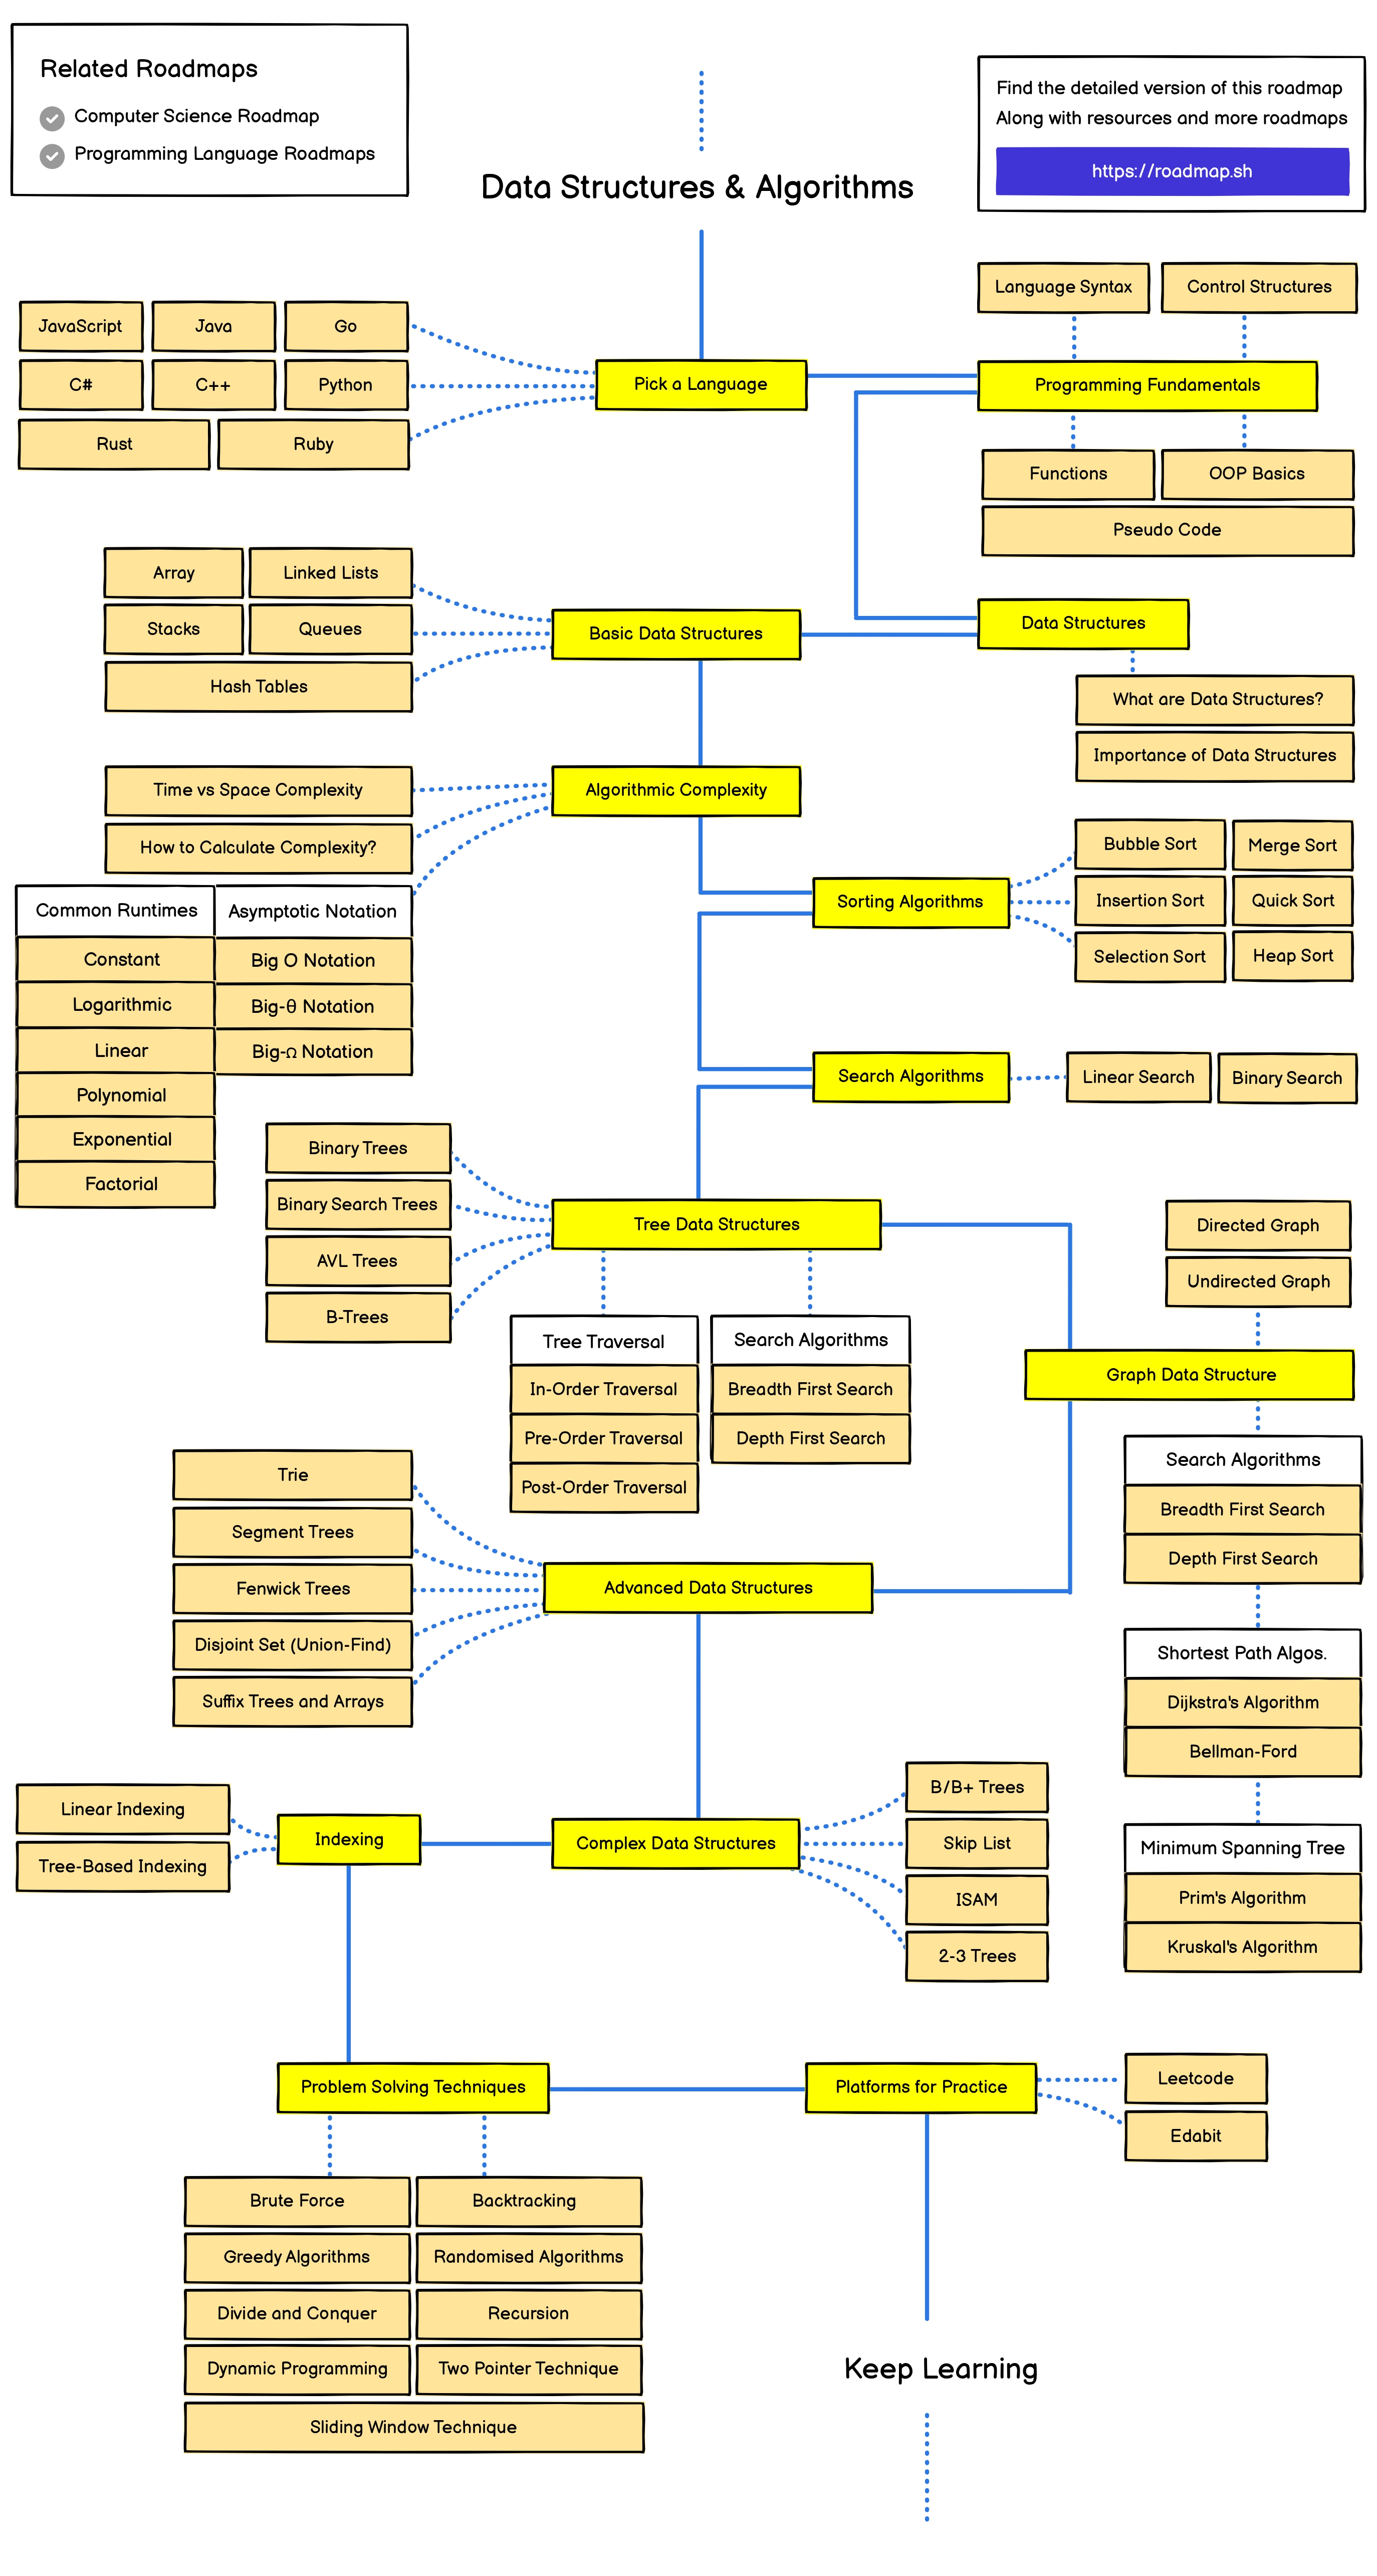 Related Roadmaps
Computer Science Roadmap
Programming Language Roadmaps
Find the detailed version of this roadmap
Along with resources and more roadmaps
https://roadmap.sh
Data Structures & Algorithms
Language Syntax
Control Structures
JavaScript
Java
Go
C#
C++
Python
Rust
Ruby
Pick a Language
Programming Fundamentals
Functions
OOP Basics
Pseudo Code
Array
Linked Lists
Stacks
Queues
Hash Tables
Basic Data Structures
Data Structures
What are Data Structures?
Importance of Data Structures
Time vs Space Complexity
How to Calculate Complexity?
Algorithmic Complexity
Common Runtimes
Constant
Logarithmic
Linear
Polynomial
Exponential
Factorial
Asymptotic Notation
Big O Notation
Big-θ Notation
Big-Ω Notation
Sorting Algorithms
Bubble Sort
Merge Sort
Insertion Sort
Quick Sort
Selection Sort
Heap Sort
Search Algorithms
Linear Search
Binary Search
Binary Trees
Binary Search Trees
AVL Trees
B-Trees
Tree Data Structures
Tree Traversal
In-Order Traversal
Pre-Order Traversal
Post-Order Traversal
Search Algorithms
Breadth First Search
Depth First Search
Directed Graph
Undirected Graph
Graph Data Structure
Search Algorithms
Breadth First Search
Depth First Search
Shortest Path Algos.
Dijkstra's Algorithm
Bellman-Ford
Minimum Spanning Tree
Prim's Algorithm
Kruskal's Algorithm
Trie
Segment Trees
Fenwick Trees
Disjoint Set (Union-Find)
Suffix Trees and Arrays
Advanced Data Structures
Linear Indexing
Tree-Based Indexing
Indexing
Complex Data Structures
B/B+ Trees
Skip List
ISAM
2-3 Trees
Problem Solving Techniques
Platforms for Practice
Leetcode
Edabit
Brute Force
Backtracking
Greedy Algorithms
Randomised Algorithms
Divide and Conquer
Recursion
Dynamic Programming
Two Pointer Technique
Sliding Window Technique
Keep Learning